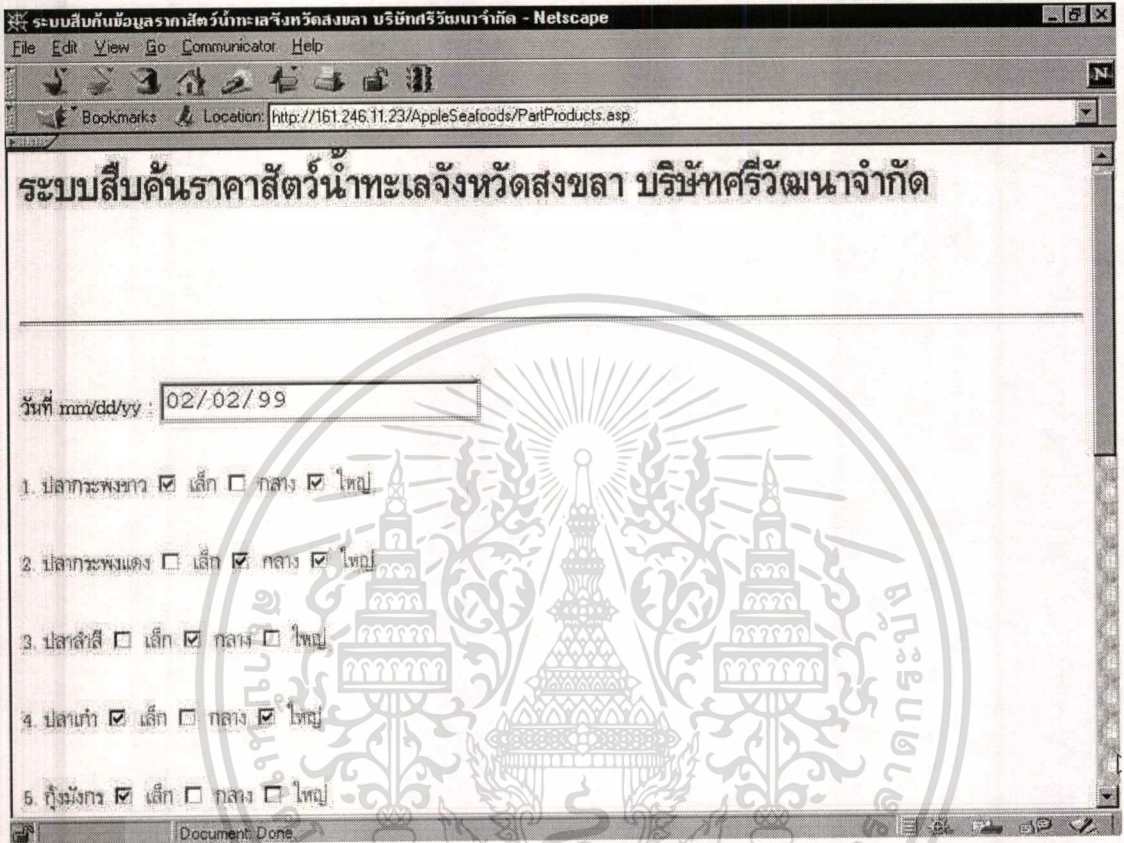 ระบบสืบค้นข้อมูลราคาสัตว์น้ำทะเลจังหวัดสงขลา บริษัทศรีวัฒนาจำกัด - Netscape
File Edit View Go Communicator Help
N
Bookmarks Location: http://161.246.11.23/AppleSeafoods/PartProducts.asp
ระบบสืบค้นราคาสัตว์น้ำทะเลจังหวัดสงขลา บริษัทศรีวัฒนาจำกัด
วันที่ mm/dd/yy : 02/02/99
1. ปลากระพงขาว เล็ก กลาง ใหญ่
2. ปลากระพงแดง เล็ก กลาง ใหญ่
3. ปลาสำลี เล็ก กลาง ใหญ่
4. ปลาเก๋า เล็ก กลาง ใหญ่
5. กุ้งมังกร เล็ก กลาง ใหญ่
Document: Done